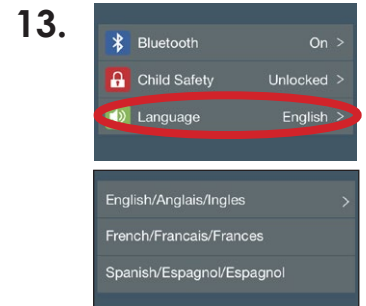 13.
Bluetooth On >
Child Safety Unlocked >
Language English >
English/Anglais/Ingles >
French/Francais/Frances
Spanish/Espagnol/Espagnol